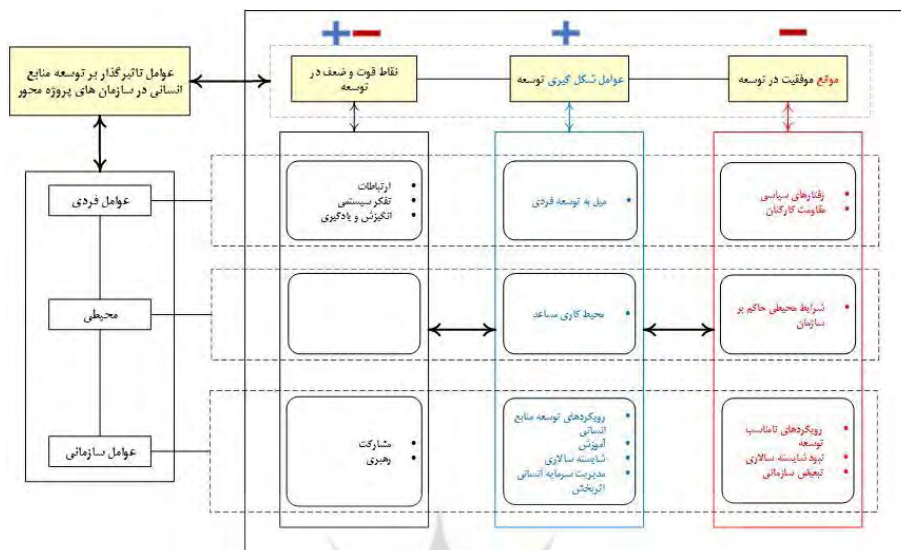 عوامل تاثیرگذار بر توسعه منابع
انسانی در سازمان های پروژه محور
+ −
نقاط قوت و ضعف در
توسعه
+
عوامل شکل گیری توسعه
−
موانع موفقیت در توسعه
عوامل فردی
• ارتباطات
• تفکر سیستمی
• انگیزش و یادگیری
• میل به توسعه فردی
• رفتارهای سیاسی
• مقاومت کارکنان
محیطی
• محیط کاری مساعد
• شرایط محیطی حاکم بر
سازمان
عوامل سازمانی
• مشارکت
• رهبری
• رویکردهای توسعه منابع
انسانی
• آموزش
• شایسته سالاری
• مدیریت سرمایه انسانی
اثربخش
• رویکردهای نامناسب
توسعه
• نبود شایسته سالاری
• تبعیض سازمانی